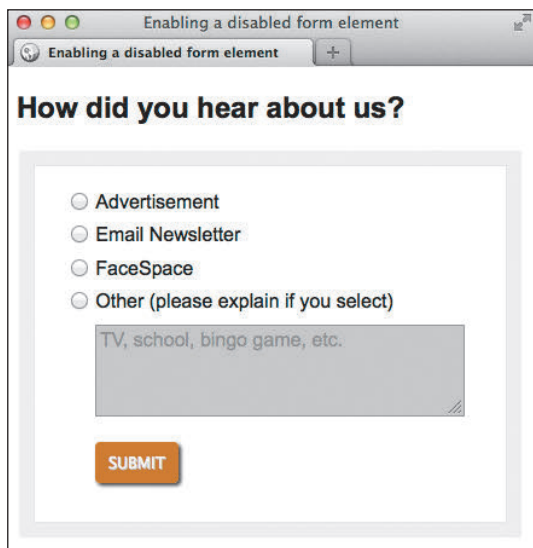 Enabling a disabled form element
Enabling a disabled form element
How did you hear about us?
Advertisement
Email Newsletter
FaceSpace
Other (please explain if you select)
TV, school, bingo game, etc.
SUBMIT